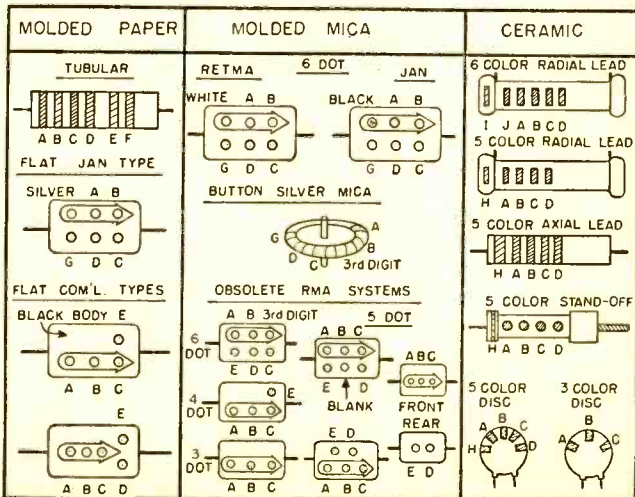 MOLDED PAPER
TUBULAR
A B C D E F
FLAT JAN TYPE
SILVER A B
G D C
FLAT COM'L. TYPES
BLACK BODY E
A B C
E
A B C D
MOLDED MICA
RETMA 6 DOT JAN
WHITE A B BLACK A B
G D C G D C
BUTTON SILVER MICA
G A
D B
C 3rd DIGIT
OBSOLETE RMA SYSTEMS
A B 3rd DIGIT 5 DOT
6 DOT A B C
E D C E D
BLANK
A B C
FRONT
4 DOT E
A B C
E D
REAR
3 DOT
A B C A B C E D
CERAMIC
6 COLOR RADIAL LEAD
I J A B C D
5 COLOR RADIAL LEAD
H A B C D
5 COLOR AXIAL LEAD
H A B C D
5 COLOR STAND-OFF
H A B C D
5 COLOR DISC 3 COLOR DISC
B B
A C A C
H D